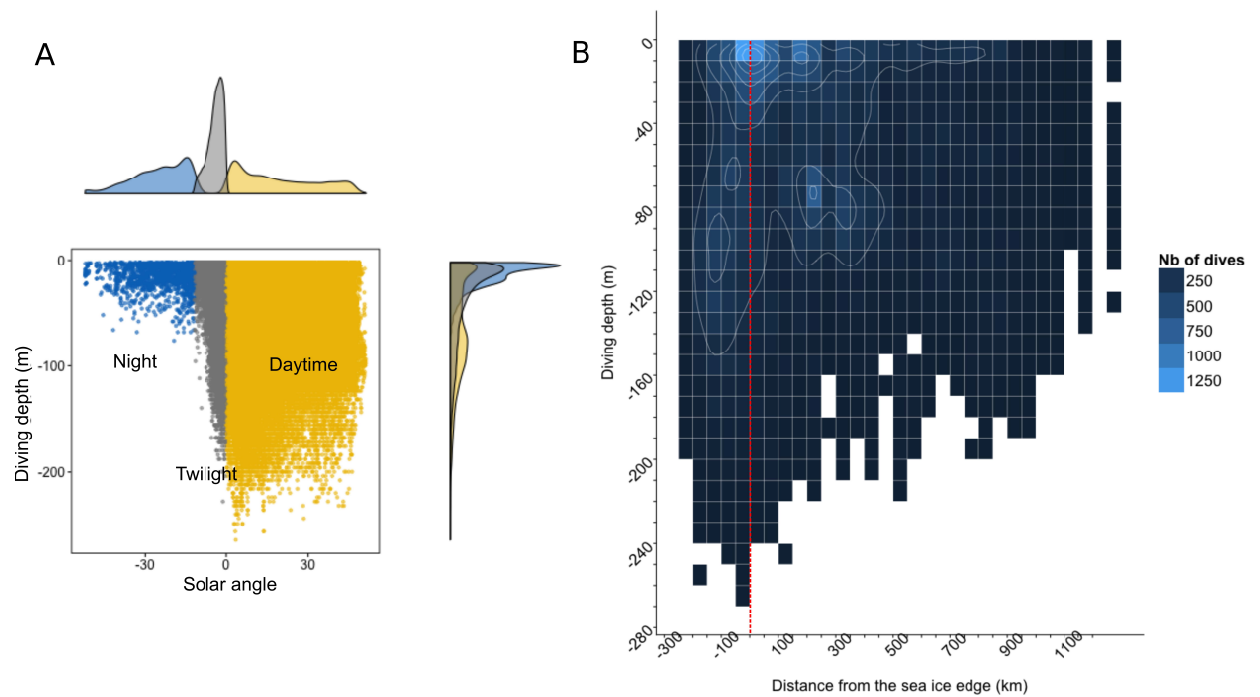 A
B
0
-100
-200
Diving depth (m)
Night
Daytime
Twilight
-30
0
30
Solar angle
0
-40
-80
-120
-160
-200
-240
-280
Diving depth (m)
-300
-100
100
300
500
700
900
1100
Distance from the sea ice edge (km)
Nb of dives
250
500
750
1000
1250